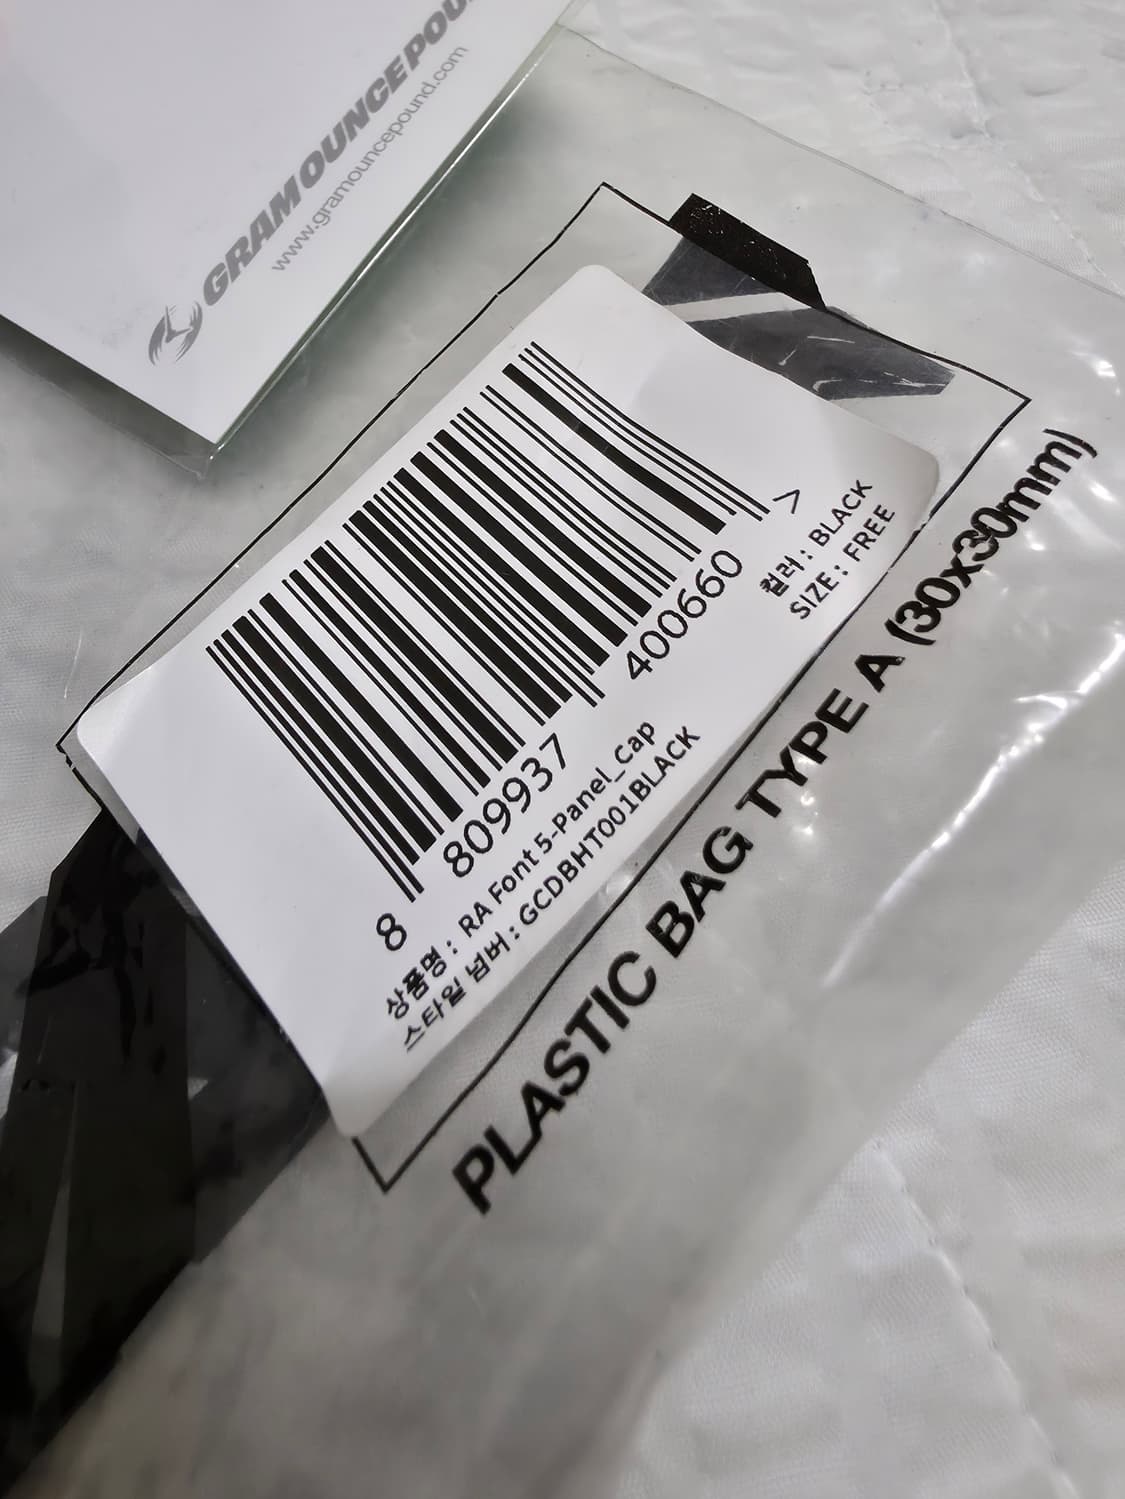 GRAMOUNCEPOU
www.gramouncepound.com
8 809937 400660 >
상품명 : RA Font 5-Panel_Cap
스타일 넘버 : GCDBHT001BLACK
컬러 : BLACK
SIZE : FREE
PLASTIC BAG TYPE A (30x30mm)